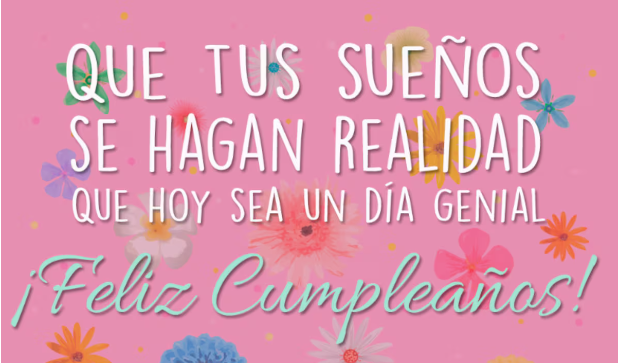 QUE TUS SUEÑOS
SE HAGAN REALIDAD
QUE HOY SEA UN DÍA GENIAL
¡Feliz Cumpleaños!